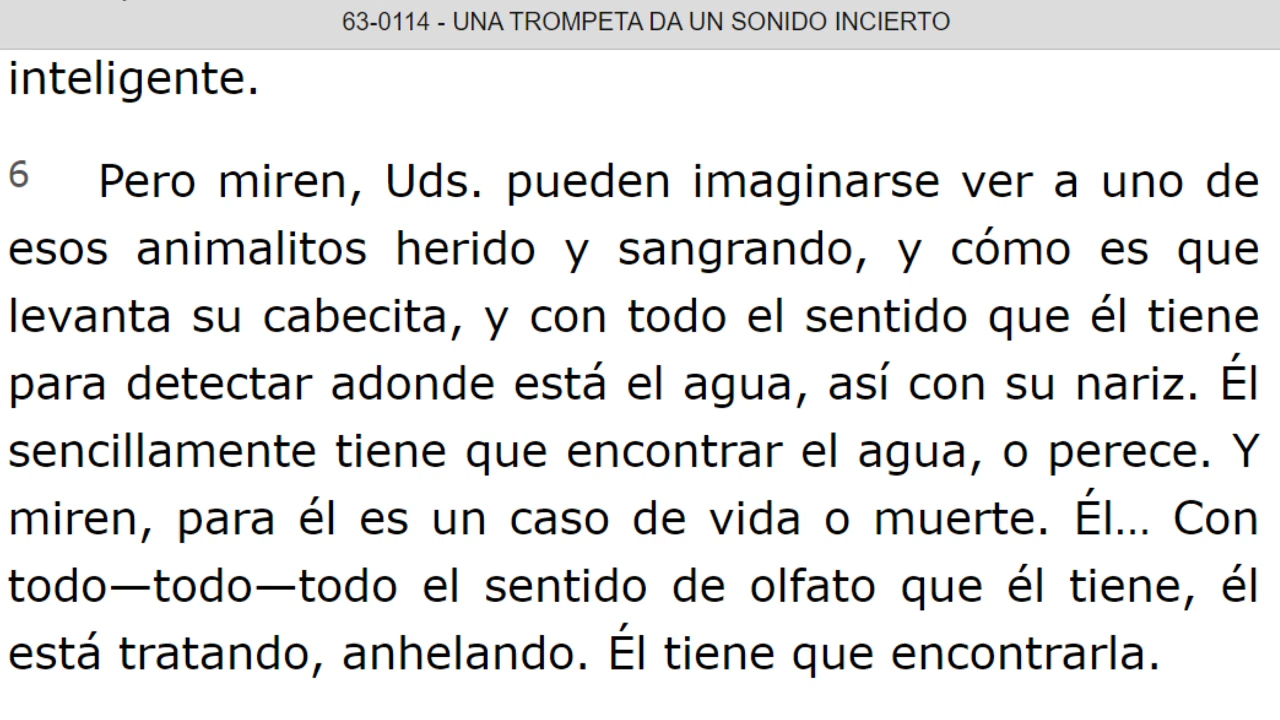 63-0114 - UNA TROMPETA DA UN SONIDO INCIERTO
inteligente.
6 Pero miren, Uds. pueden imaginarse ver a uno de
esos animalitos herido y sangrando, y cómo es que
levanta su cabecita, y con todo el sentido que él tiene
para detectar adonde está el agua, así con su nariz. Él
sencillamente tiene que encontrar el agua, o perece. Y
miren, para él es un caso de vida o muerte. Él... Con
todo—todo—todo el sentido de olfato que él tiene, él
está tratando, anhelando. Él tiene que encontrarla.